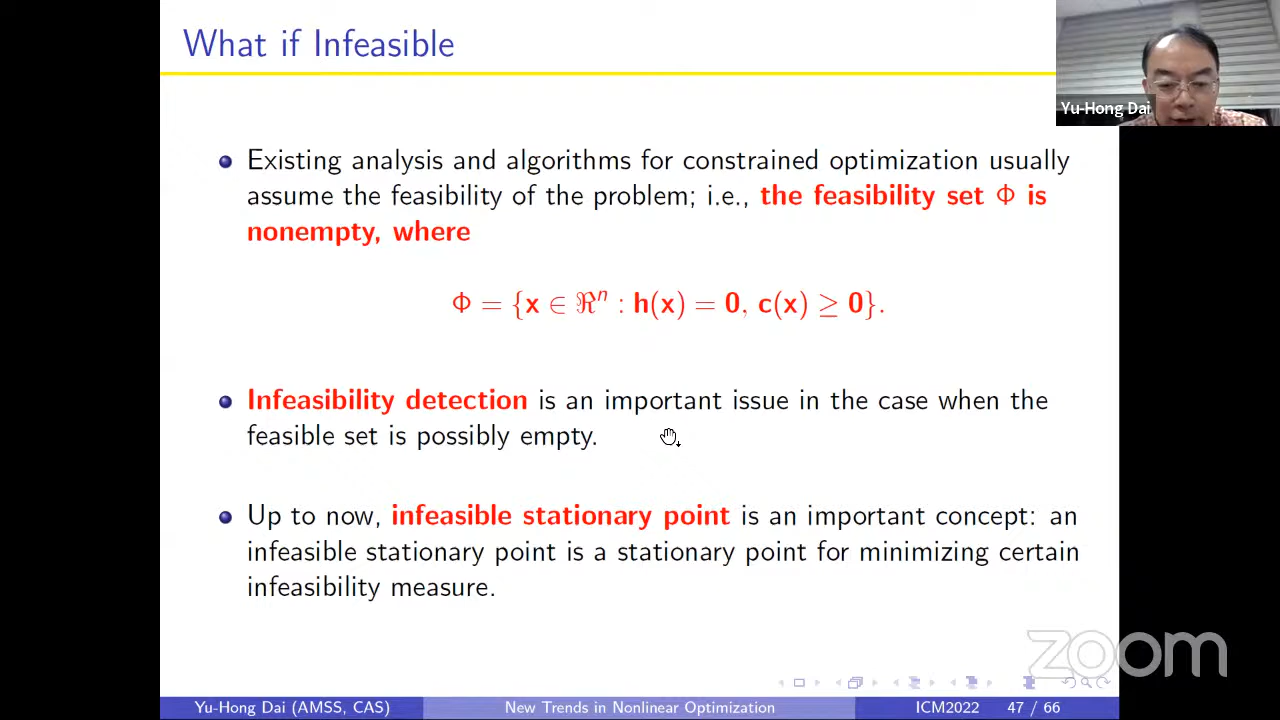 What if Infeasible
Yu-Hong Dai
Existing analysis and algorithms for constrained optimization usually
assume the feasibility of the problem; i.e., the feasibility set Φ is
nonempty, where
Φ = {x ∈ ℜⁿ : h(x) = 0, c(x) ≥ 0}.
Infeasibility detection is an important issue in the case when the
feasible set is possibly empty.
Up to now, infeasible stationary point is an important concept: an
infeasible stationary point is a stationary point for minimizing certain
infeasibility measure.
zoom
Yu-Hong Dai (AMSS, CAS) New Trends in Nonlinear Optimization ICM2022 47 / 66